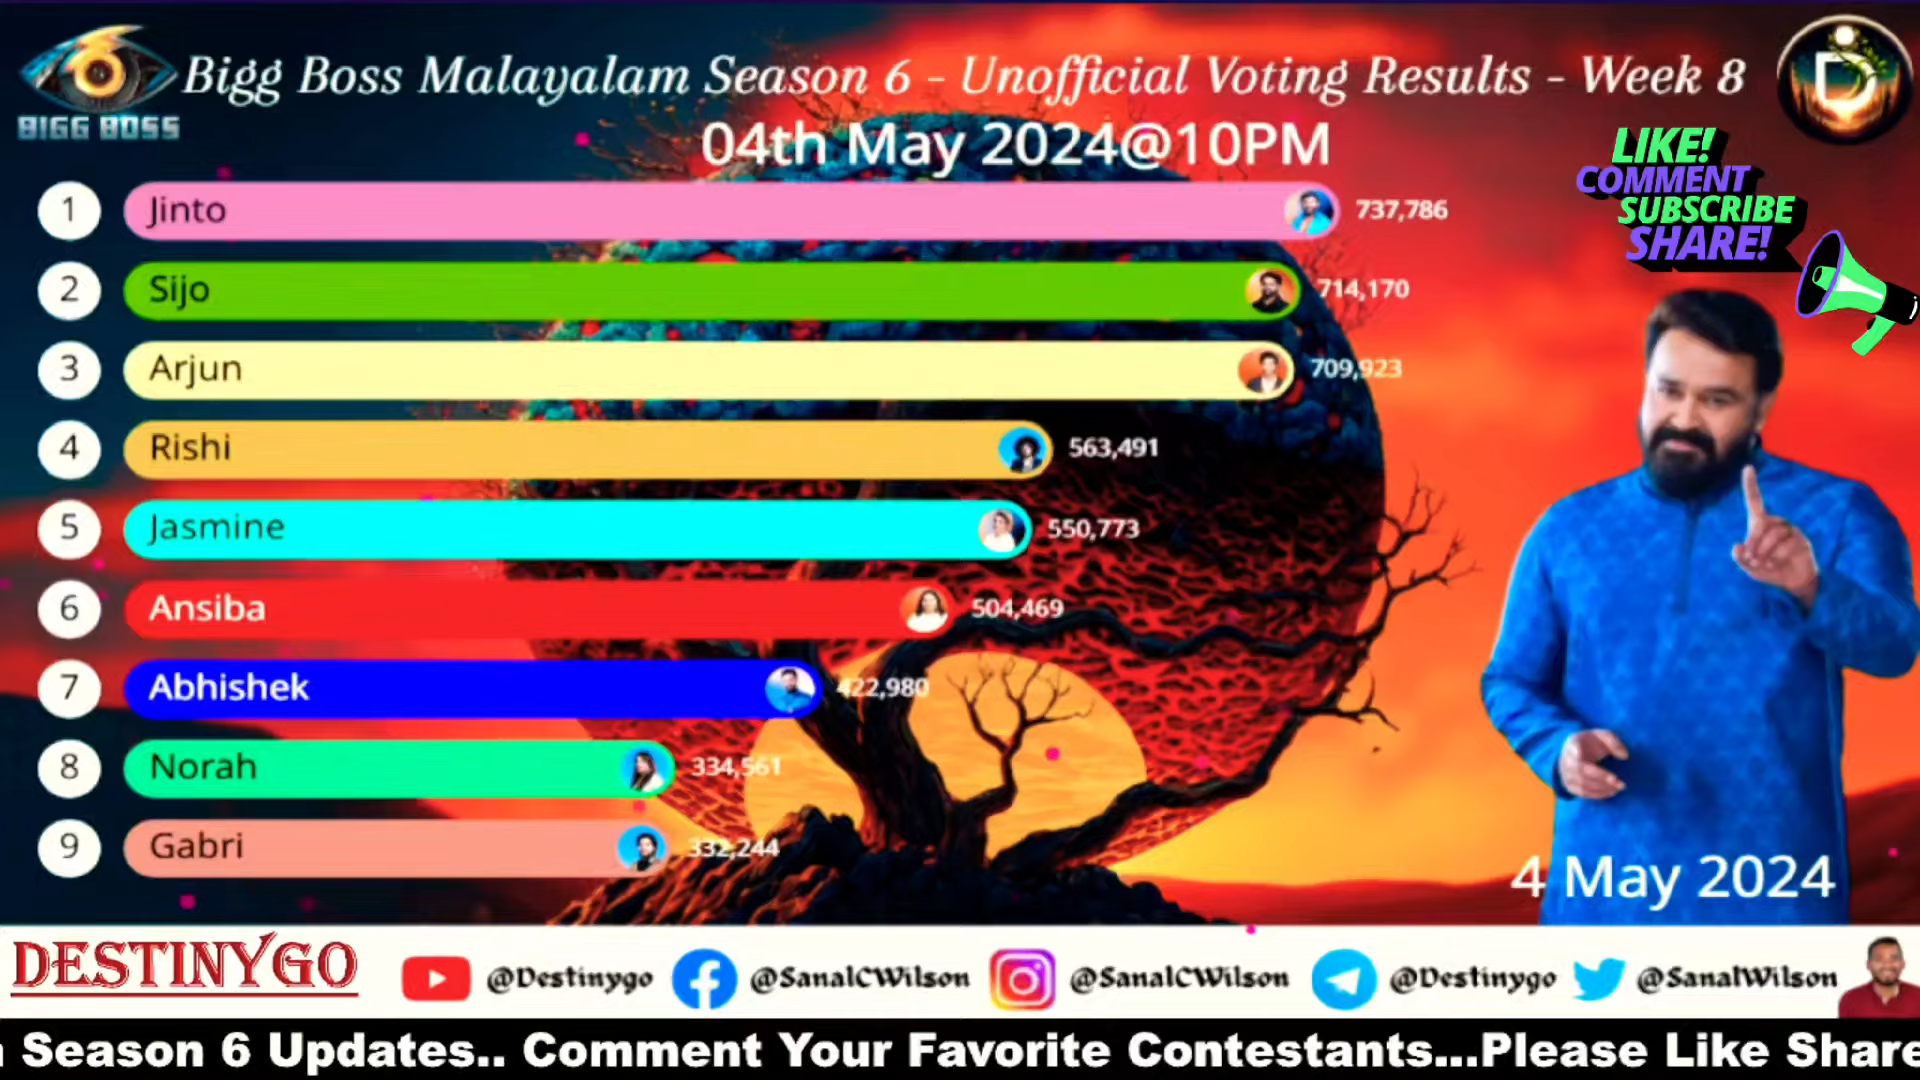 Bigg Boss Malayalam Season 6 - Unofficial Voting Results - Week 8
BIGG BOSS
04th May 2024@10PM
D
LIKE!
COMMENT
SUBSCRIBE
SHARE!
1 Jinto 737,786
2 Sijo 714,170
3 Arjun 709,923
4 Rishi 563,491
5 Jasmine 550,773
6 Ansiba 504,469
7 Abhishek 422,980
8 Norah 334,561
9 Gabri 332,244
4 May 2024
DESTINYGO @Destinygo @SanalCWilson @SanalCWilson @Destinygo @SanalWilson
Season 6 Updates.. Comment Your Favorite Contestants...Please Like Share